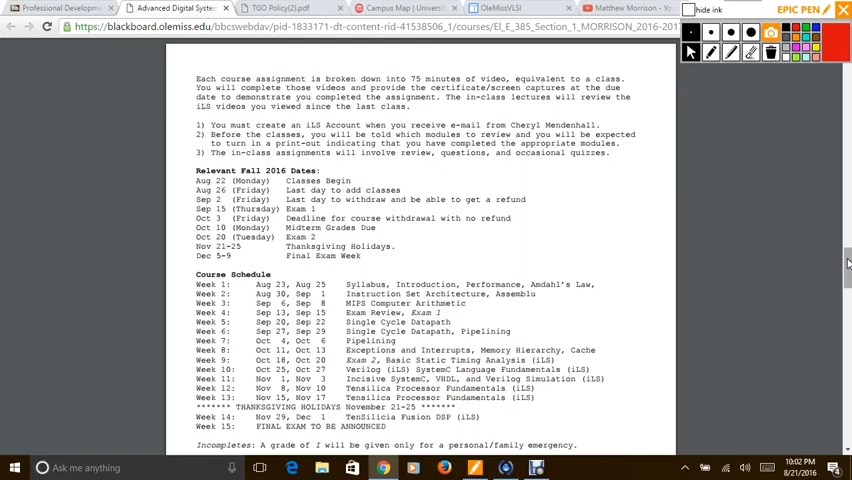 Professional Developm
Advanced Digital System
TGO Policy(2).pdf
Campus Map | Universi
OleMissVLSI
Matthew Morrison - You
hide ink
EPIC PEN
https://blackboard.olemiss.edu/bbcswebdav/pid-1833171-dt-content-rid-41538506_1/courses/El_E_385_Section_1_MORRISON_2016-2017
Each course assignment is broken down into 75 minutes of video, equivalent to a class.
You will complete those videos and provide the certificate/screen captures at the due
date to demonstrate you completed the assignment. The in-class lectures will review the
iLS videos you viewed since the last class.
1) You must create an iLS Account when you receive e-mail from Cheryl Mendenhall.
2) Before the classes, you will be told which modules to review and you will be expected
to turn in a print-out indicating that you have completed the appropriate modules.
3) The in-class assignments will involve review, questions, and occasional quizzes.
Relevant Fall 2016 Dates:
Aug 22 (Monday) Classes Begin
Aug 26 (Friday) Last day to add classes
Sep 2 (Friday) Last day to withdraw and be able to get a refund
Sep 15 (Thursday) Exam 1
Oct 3 (Friday) Deadline for course withdrawal with no refund
Oct 10 (Monday) Midterm Grades Due
Oct 20 (Tuesday) Exam 2
Nov 21-25 Thanksgiving Holidays.
Dec 5-9 Final Exam Week
Course Schedule
Week 1: Aug 23, Aug 25 Syllabus, Introduction, Performance, Amdahl's Law,
Week 2: Aug 30, Sep 1 Instruction Set Architecture, Assemblu
Week 3: Sep 6, Sep 8 MIPS Computer Arithmetic
Week 4: Sep 13, Sep 15 Exam Review, Exam 1
Week 5: Sep 20, Sep 22 Single Cycle Datapath
Week 6: Sep 27, Sep 29 Single Cycle Datapath, Pipelining
Week 7: Oct 4, Oct 6 Pipelining
Week 8: Oct 11, Oct 13 Exceptions and Interrupts, Memory Hierarchy, Cache
Week 9: Oct 18, Oct 20 Exam 2, Basic Static Timing Analysis (iLS)
Week 10: Oct 25, Oct 27 Verilog (iLS) SystemC Language Fundamentals (iLS)
Week 11: Nov 1, Nov 3 Incisive SystemC, VHDL, and Verilog Simulation (iLS)
Week 12: Nov 8, Nov 10 Tensilica Processor Fundamentals (iLS)
Week 13: Nov 15, Nov 17 Tensilica Processor Fundamentals (iLS)
******* THANKSGIVING HOLIDAYS November 21-25 *******
Week 14: Nov 29, Dec 1 TenSilicia Fusion DSP (iLS)
Week 15: FINAL EXAM TO BE ANNOUNCED
Incompletes: A grade of I will be given only for a personal/family emergency.
Ask me anything
10:02 PM
8/21/2016
4